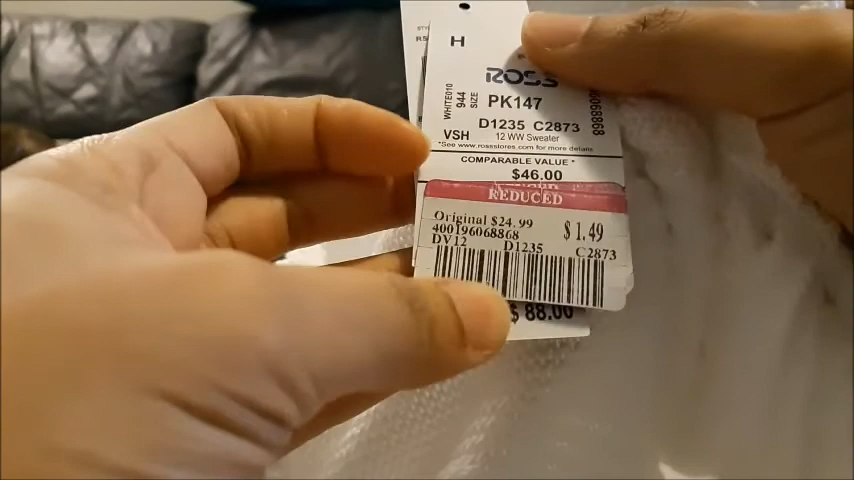 H
ROSS
WHITE010
944
SIZE
PK147
D1235 C2873
VSH
12 WW Sweater
*See www.rossstores.com for more details
COMPARABLE VALUE *
$46.00
REDUCED
Original $24.99
$1.49
400196068868
DV12 D1235 C2873
$ 88.00